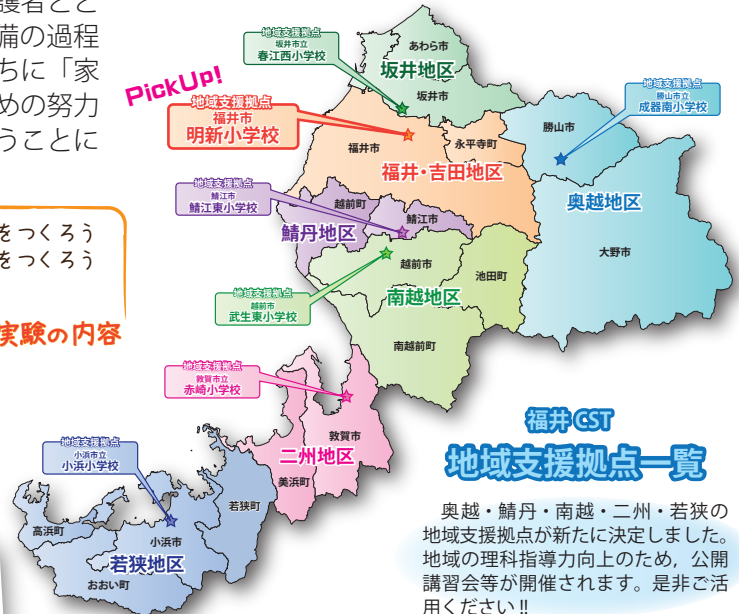 護者とと
備の過程
ちに「家
めの努力
うことに
をつくろう
をつくろう
実験の内容
PickUp!
地域支援拠点
坂井市立
春江西小学校
あわら市
坂井地区
坂井市
地域支援拠点
福井市
明新小学校
地域支援拠点
勝山市立
成器南小学校
福井市
永平寺町
勝山市
福井・吉田地区
奥越地区
大野市
地域支援拠点
鯖江市
鯖江東小学校
越前町
鯖江市
鯖丹地区
越前市
池田町
南越地区
地域支援拠点
越前市
武生東小学校
南越前町
地域支援拠点
敦賀市立
赤崎小学校
敦賀市
二州地区
美浜町
地域支援拠点
小浜市立
小浜小学校
若狭町
高浜町
小浜市
若狭地区
おおい町
福井CST
地域支援拠点一覧
奥越・鯖丹・南越・二州・若狭の
地域支援拠点が新たに決定しました。
地域の理科指導力向上のため，公開
講習会等が開催されます。是非ご活
用ください!!